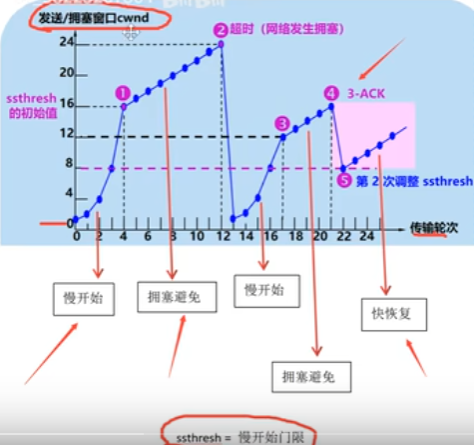 发送/拥塞窗口cwnd
② 超时（网络发生拥塞）
24
20
ssthresh
的初始值
16
①
④
3-ACK
12
③
8
⑤ 第 2 次调整 ssthresh
4
0
0 2 4 6 8 10 12 14 16 18 20 21 22 24
传输轮次
慢开始
拥塞避免
慢开始
快恢复
拥塞避免
ssthresh = 慢开始门限